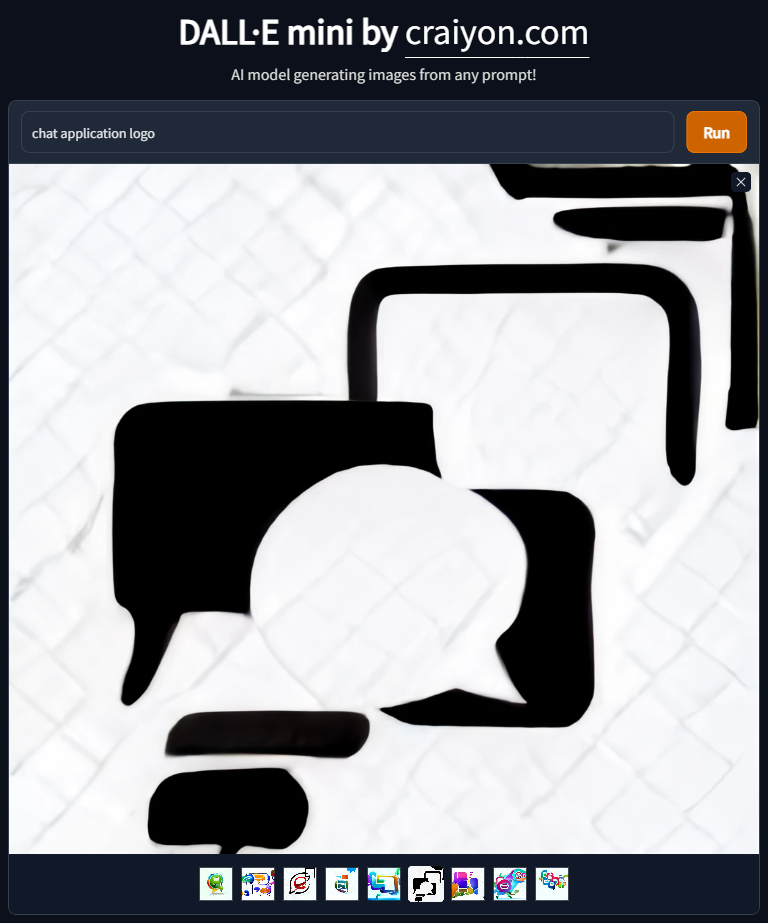 DALL·E mini by craiyon.com
AI model generating images from any prompt!
chat application logo
Run